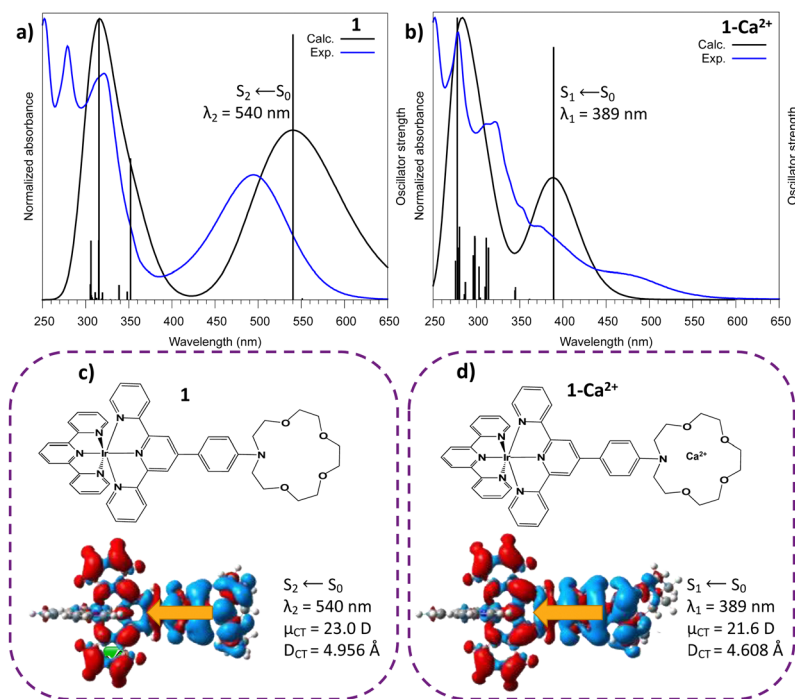 a)
1
Calc.
Exp.
S₂ ⟵S₀
λ₂ = 540 nm
Normalized absorbance
Oscillator strength
250 300 350 400 450 500 550 600 650
Wavelength (nm)
b)
1-Ca²⁺
Calc.
Exp.
S₁ ⟵S₀
λ₁ = 389 nm
Normalized absorbance
Oscillator strength
250 300 350 400 450 500 550 600 650
Wavelength (nm)
c)
1
N
N
N
Ir
N
N
N
N
O
O
O
O
S₂ ⟵ S₀
λ₂ = 540 nm
μCT = 23.0 D
DCT = 4.956 Å
d)
1-Ca²⁺
N
N
N
Ir
N
N
N
N
O
O
O
O
Ca²⁺
S₁ ⟵ S₀
λ₁ = 389 nm
μCT = 21.6 D
DCT = 4.608 Å